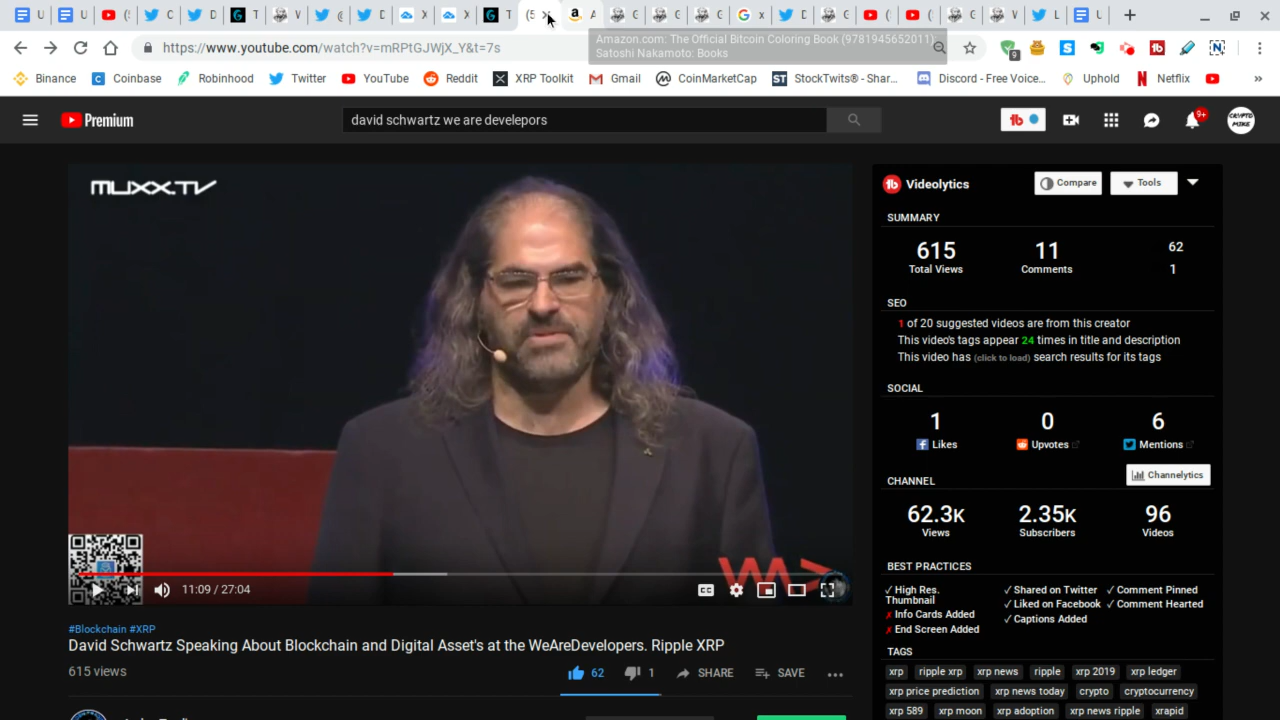 U
U
(
C
D
T
V
@
D
X
X
T
(5
A
G
G
G
x
D
G
(
(
G
V
L
U
Amazon.com: The Official Bitcoin Coloring Book (9781945652011):
Satoshi Nakamoto: Books
https://www.youtube.com/watch?v=mRPtGJWjX_Y&t=7s
9
Binance
Coinbase
Robinhood
Twitter
YouTube
Reddit
XRP Toolkit
Gmail
CoinMarketCap
StockTwits® - Shar...
Discord - Free Voice...
Uphold
Netflix
»
Premium
david schwartz we are develepors
9+
CRYPTO
MIKE
MUXX.TV
11:09 / 27:04
CC
#Blockchain #XRP
David Schwartz Speaking About Blockchain and Digital Asset's at the WeAreDevelopers. Ripple XRP
615 views
62
1
SHARE
SAVE
Videolytics
Compare
Tools
SUMMARY
615
11
62
Total Views
Comments
1
SEO
1 of 20 suggested videos are from this creator
This video's tags appear 24 times in title and description
This video has (click to load) search results for its tags
SOCIAL
1
0
6
Likes
Upvotes
Mentions
CHANNEL
Channelytics
62.3K
2.35K
96
Views
Subscribers
Videos
BEST PRACTICES
✓ High Res. Thumbnail
✗ Info Cards Added
✗ End Screen Added
✓ Shared on Twitter
✓ Liked on Facebook
✓ Captions Added
✓ Comment Pinned
✓ Comment Hearted
TAGS
xrp
ripple xrp
xrp news
ripple
xrp 2019
xrp ledger
xrp price prediction
xrp news today
crypto
cryptocurrency
xrp 589
xrp moon
xrp adoption
xrp news ripple
xrapid